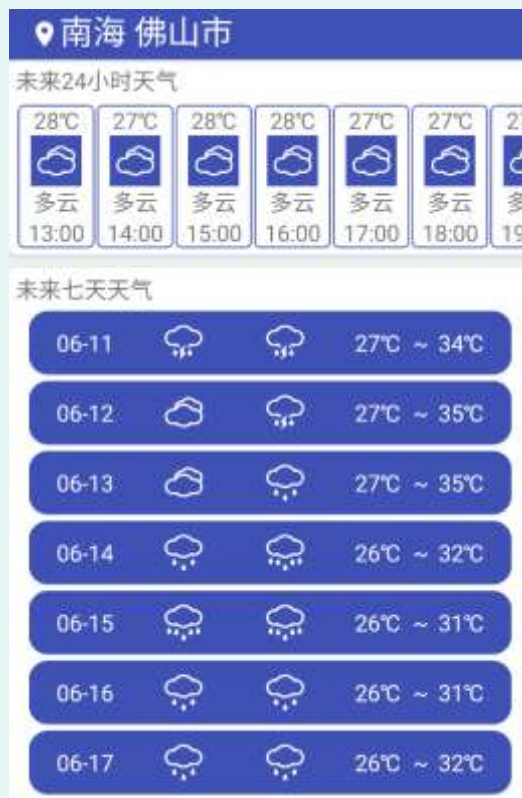 南海 佛山市
未来24小时天气
28℃ 27℃ 28℃ 28℃ 27℃ 27℃
多云 多云 多云 多云 多云 多云
13:00 14:00 15:00 16:00 17:00 18:00
未来七天天气
06-11 27℃ ~ 34℃
06-12 27℃ ~ 35℃
06-13 27℃ ~ 35℃
06-14 26℃ ~ 32℃
06-15 26℃ ~ 31℃
06-16 26℃ ~ 31℃
06-17 26℃ ~ 32℃